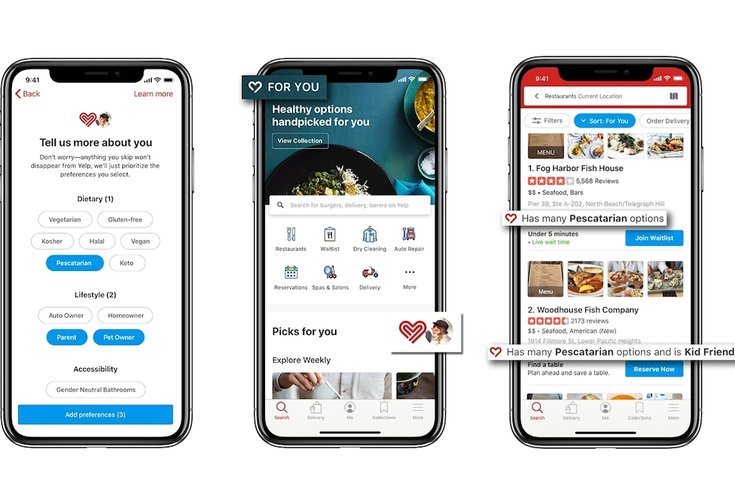 9:41
Back
Learn more
Tell us more about you
Don't worry—anything you skip won't
disappear from Yelp, we'll just prioritize the
preferences you select.
Dietary (1)
Vegetarian
Gluten-free
Kosher
Halal
Vegan
Pescatarian
Keto
Lifestyle (2)
Auto Owner
Homeowner
Parent
Pet Owner
Accessibility
Gender Neutral Bathrooms
Add preferences (3)
FOR YOU
Healthy options
handpicked for you
View Collection
Search for burgers, delivery, barers on Yelp
Restaurants
Waitlist
Dry Cleaning
Auto Repair
Reservations
Spas & Salons
Delivery
More
Picks for you
Explore Weekly
Search
Delivery
Me
Collections
More
9:41
Restaurants Current Location
Filters
Sort: For You
Order Delivery
MENU
1. Fog Harbor Fish House
5,568 Reviews
$$ • Seafood, Bars
Pier 39, Ste A-202, North Beach/Telegraph Hill
Has many Pescatarian options
Under 5 minutes
• Live wait time
Join Waitlist
Menu
2. Woodhouse Fish Company
2173 reviews
$$ • Seafood, American (New)
1914 Fillmore St, Lower Pacific Heights
Has many Pescatarian options and is Kid Friend
Find a table
Plan ahead and save a table.
Reserve Now
Search
Delivery
Me
Collections
More